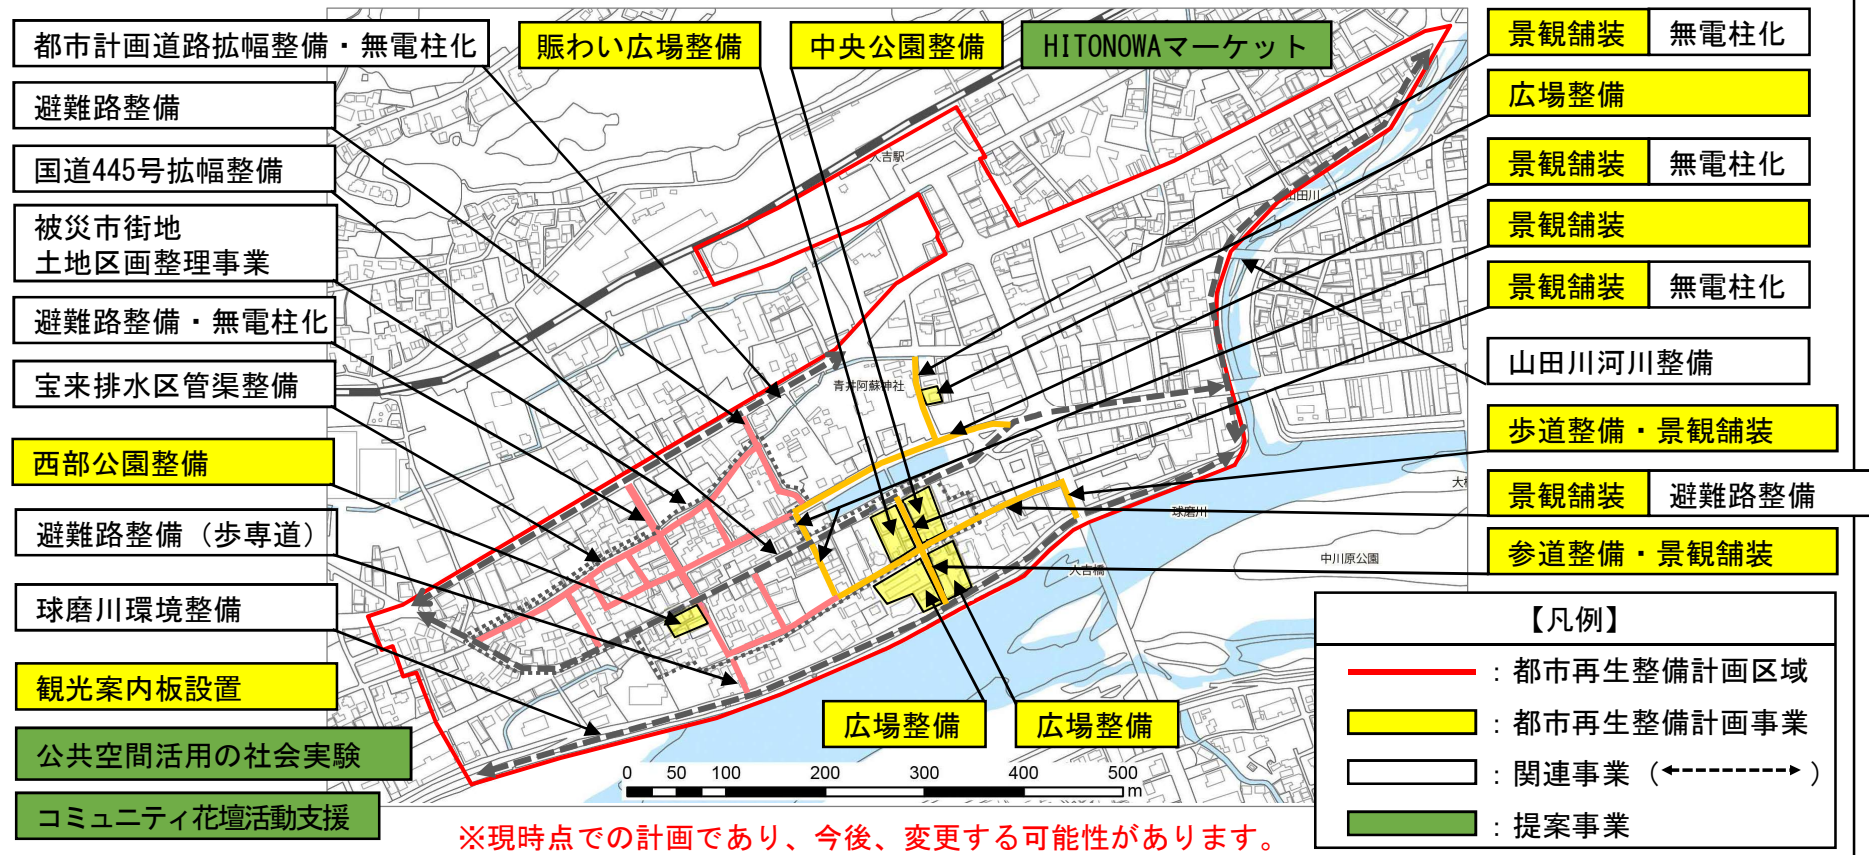 都市計画道路拡幅整備・無電柱化
避難路整備
国道445号拡幅整備
被災市街地
土地区画整理事業
避難路整備・無電柱化
宝来排水区管渠整備
西部公園整備
避難路整備（歩専道）
球磨川環境整備
観光案内板設置
公共空間活用の社会実験
コミュニティ花壇活動支援
賑わい広場整備
中央公園整備
HITONOWAマーケット
人吉駅
山田川
青井阿蘇神社
球磨川
人吉橋
中川原公園
広場整備
広場整備
0 50 100 200 300 400 500
m
※現時点での計画であり、今後、変更する可能性があります。
景観舗装 無電柱化
広場整備
景観舗装 無電柱化
景観舗装
景観舗装 無電柱化
山田川河川整備
歩道整備・景観舗装
景観舗装 避難路整備
参道整備・景観舗装
【凡例】
：都市再生整備計画区域
：都市再生整備計画事業
：関連事業（ ）
：提案事業